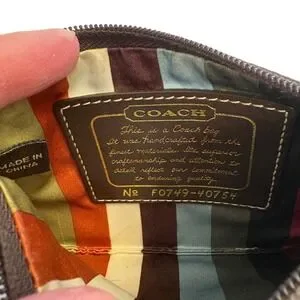 COACH
This is a Coach bag.
It was handcrafted from the
finest materials. The superior
craftsmanship and attention to
detail reflect our commitment
to enduring quality.
No F0749-40754
MADE IN
CHINA